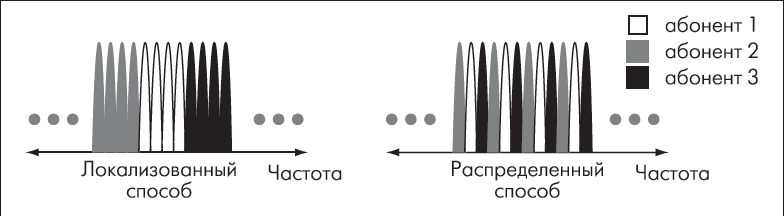 абонент 1
абонент 2
абонент 3
Локализованный
способ
Частота
Распределенный
способ
Частота